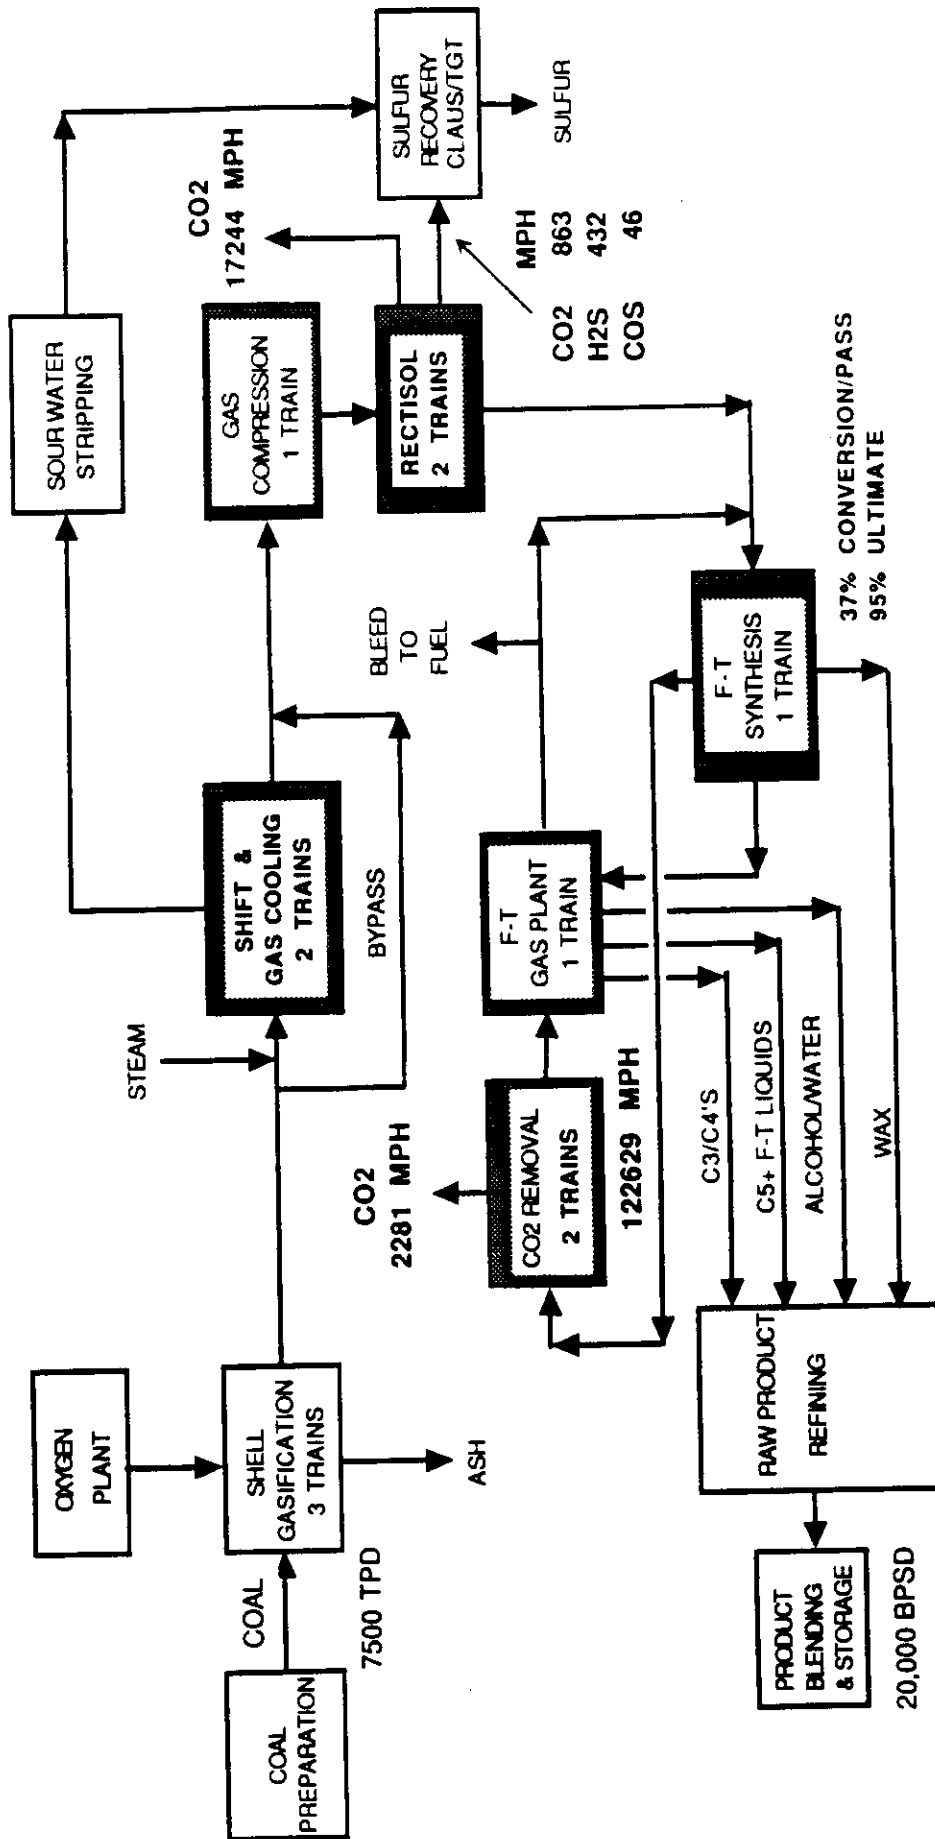 COAL
PREPARATION
COAL
7500 TPD
OXYGEN
PLANT
SHELL
GASIFICATION
3 TRAINS
ASH
STEAM
SHIFT &
GAS COOLING
2 TRAINS
BYPASS
SOUR WATER
STRIPPING
GAS
COMPRESSION
1 TRAIN
RECTISOL
2 TRAINS
CO2
17244 MPH
SULFUR
RECOVERY
CLAUS/TGT
SULFUR
MPH
CO2 863
H2S 432
COS 46
CO2
2281 MPH
CO2 REMOVAL
2 TRAINS
122629 MPH
F-T
GAS PLANT
1 TRAIN
BLEED
TO
FUEL
F-T
SYNTHESIS
1 TRAIN
37% CONVERSION/PASS
95% ULTIMATE
C3/C4'S
C5+ F-T LIQUIDS
ALCOHOL/WATER
WAX
RAW PRODUCT
REFINING
PRODUCT
BLENDING
& STORAGE
20,000 BPSD